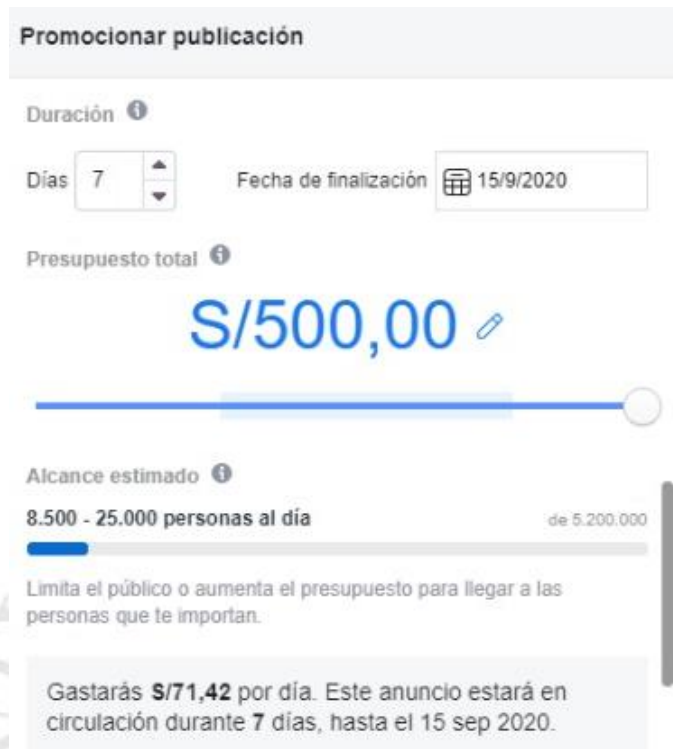 Promocionar publicación
Duración
Días 7 Fecha de finalización 15/9/2020
Presupuesto total
S/500,00
Alcance estimado
8.500 - 25.000 personas al día de 5.200.000
Limita el público o aumenta el presupuesto para llegar a las
personas que te importan.
Gastarás S/71,42 por día. Este anuncio estará en
circulación durante 7 días, hasta el 15 sep 2020.